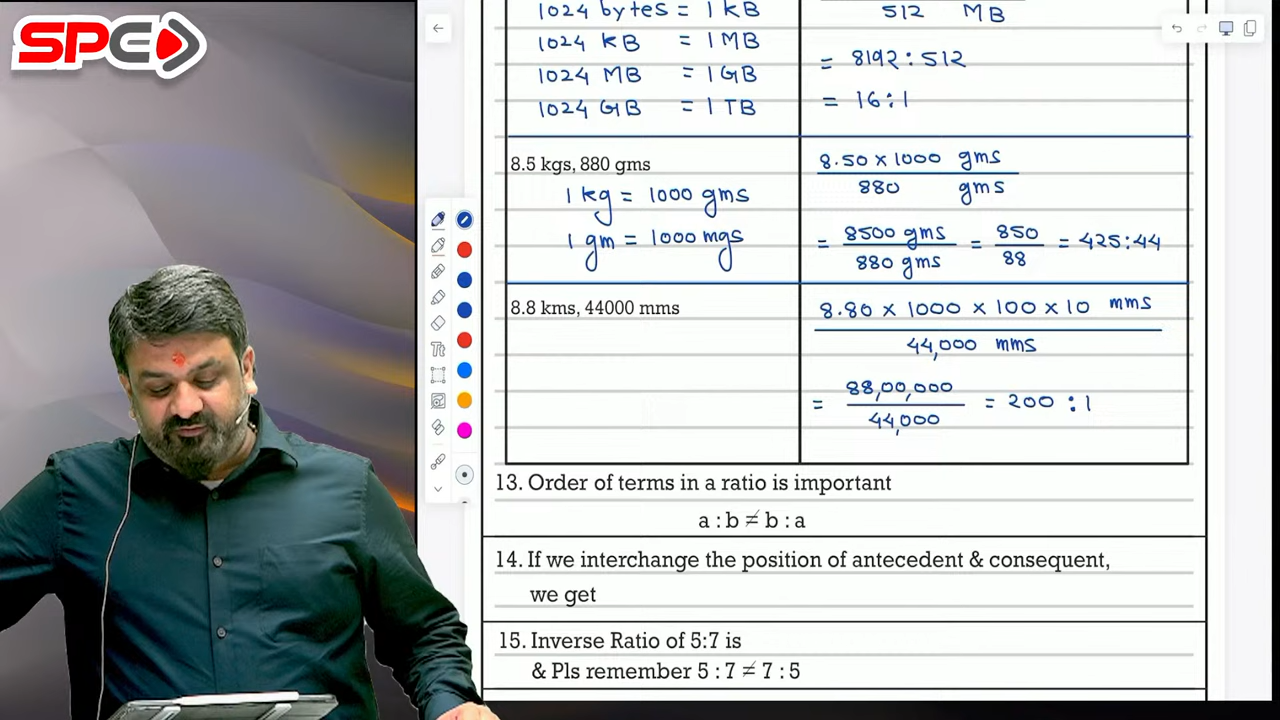 SPC
1024 bytes = 1 KB
1024 KB = 1 MB
1024 MB = 1 GB
1024 GB = 1 TB
512 MB
= 8192 : 512
= 16 : 1
8.5 kgs, 880 gms
1 kg = 1000 gms
1 gm = 1000 mgs
8.50 x 1000 gms
880 gms
= 8500 gms / 880 gms = 850 / 88 = 425 : 44
8.8 kms, 44000 mms
8.80 x 1000 x 100 x 10 mms
44,000 mms
= 88,00,000 / 44,000 = 200 : 1
13. Order of terms in a ratio is important
a : b ≠ b : a
14. If we interchange the position of antecedent & consequent,
we get
15. Inverse Ratio of 5:7 is
& Pls remember 5 : 7 ≠ 7 : 5
Tt